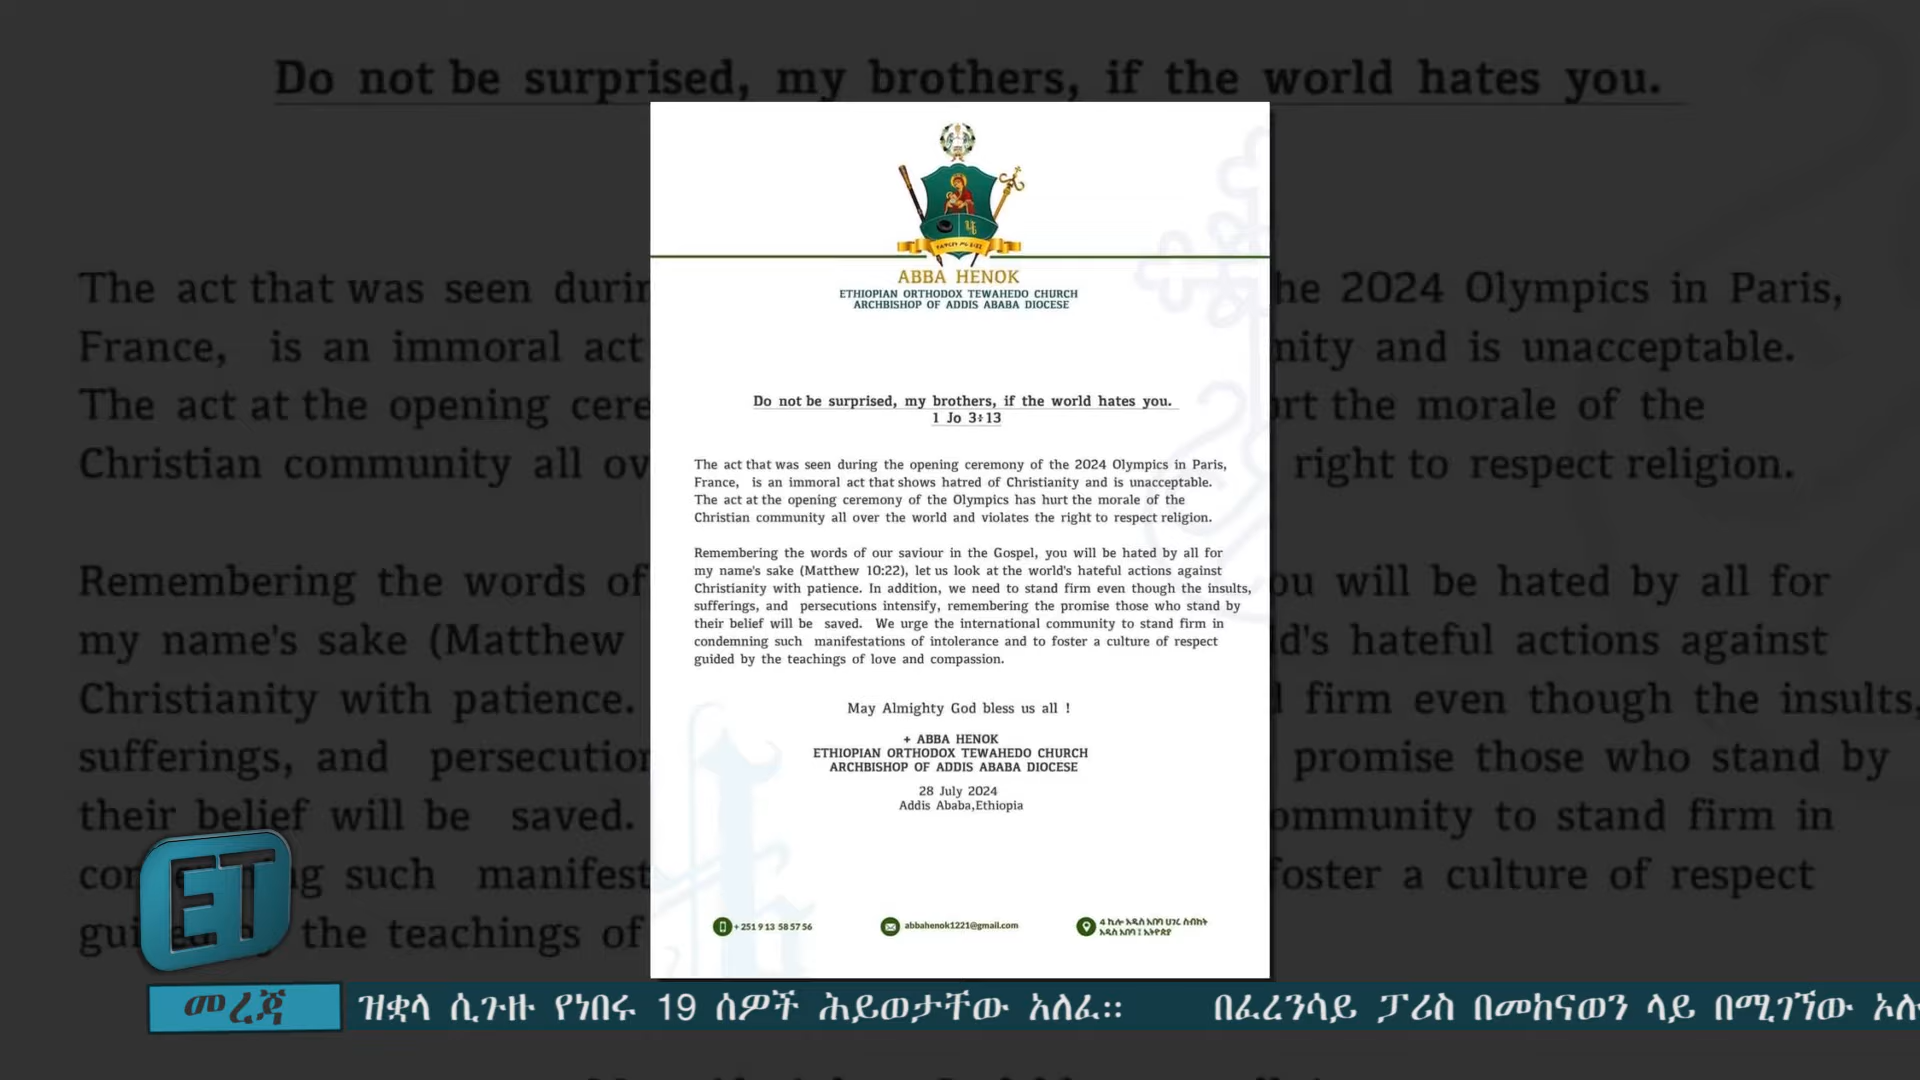 Do not be surprised, my brothers, if the world hates you.
ABBA HENOK
ETHIOPIAN ORTHODOX TEWAHEDO CHURCH
ARCHBISHOP OF ADDIS ABABA DIOCESE
Do not be surprised, my brothers, if the world hates you.
1 Jo 3፥13
The act that was seen during the opening ceremony of the 2024 Olympics in Paris,
France, is an immoral act that shows hatred of Christianity and is unacceptable.
The act at the opening ceremony of the Olympics has hurt the morale of the
Christian community all over the world and violates the right to respect religion.
Remembering the words of our saviour in the Gospel, you will be hated by all for
my name's sake (Matthew 10:22), let us look at the world's hateful actions against
Christianity with patience. In addition, we need to stand firm even though the insults,
sufferings, and persecutions intensify, remembering the promise those who stand by
their belief will be saved. We urge the international community to stand firm in
condemning such manifestations of intolerance and to foster a culture of respect
guided by the teachings of love and compassion.
May Almighty God bless us all !
+ ABBA HENOK
ETHIOPIAN ORTHODOX TEWAHEDO CHURCH
ARCHBISHOP OF ADDIS ABABA DIOCESE
28 July 2024
Addis Ababa,Ethiopia
+251 9 13 58 57 56
abbahenok1221@gmail.com
4 ኪሎ አዲስ አበባ ሀገረ ስብከት
አዲስ አበባ ፤ ኢትዮጵያ
The act that was seen
he 2024 Olympics in Paris,
France, is an immoral act
and is unacceptable.
The act at the opening
the morale of the
Christian community all
right to respect religion.
Remembering the words of
will be hated by all for
my name's sake (Matthew
hateful actions against
Christianity with patience.
firm even though the insults,
sufferings, and
promise those who stand by
their belief will be saved.
to stand firm in
such
foster a culture of respect
the teachings of
ET
መረጃ
ዝቋላ ሲጓዙ የነበሩ 19 ሰዎች ሕይወታቸው አለፈ።
በፈረንሳይ ፓሪስ በመከናወን ላይ በሚገኘው